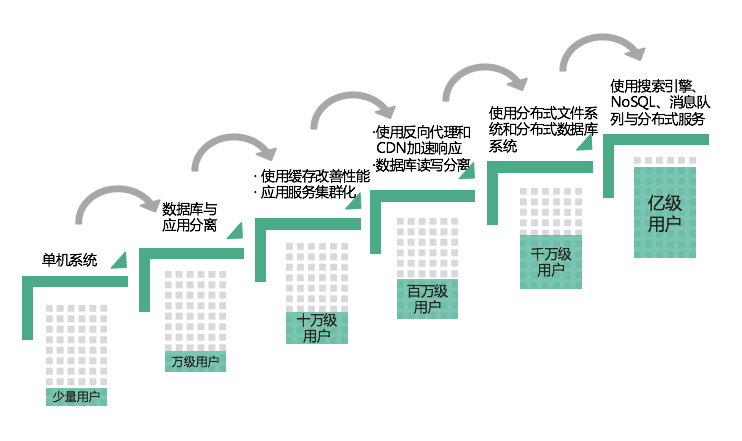 单机系统
少量用户
数据库与
应用分离
万级用户
· 使用缓存改善性能
· 应用服务集群化
十万级
用户
·使用反向代理和
CDN加速响应
·数据库读写分离
百万级
用户
使用分布式文件系
统和分布式数据库
系统
千万级
用户
使用搜索引擎、
NoSQL、消息队
列与分布式服务
亿级
用户